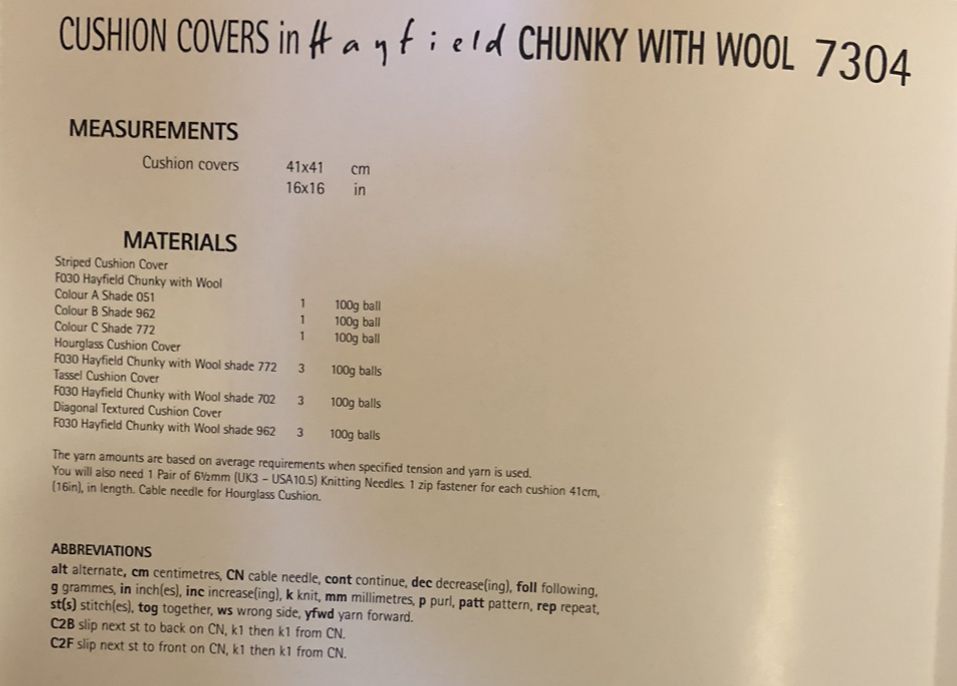 CUSHION COVERS in Hayfield CHUNKY WITH WOOL 7304
MEASUREMENTS
Cushion covers 41x41 cm
16x16 in
MATERIALS
Striped Cushion Cover
F030 Hayfield Chunky with Wool
Colour A Shade 051 1 100g ball
Colour B Shade 962 1 100g ball
Colour C Shade 772 1 100g ball
Hourglass Cushion Cover
F030 Hayfield Chunky with Wool shade 772 3 100g balls
Tassel Cushion Cover
F030 Hayfield Chunky with Wool shade 702 3 100g balls
Diagonal Textured Cushion Cover
F030 Hayfield Chunky with Wool shade 962 3 100g balls
The yarn amounts are based on average requirements when specified tension and yarn is used.
You will also need 1 Pair of 6½mm (UK3 - USA10.5) Knitting Needles. 1 zip fastener for each cushion 41cm,
(16in), in length. Cable needle for Hourglass Cushion.
ABBREVIATIONS
alt alternate, cm centimetres, CN cable needle, cont continue, dec decrease(ing), foll following,
g grammes, in inch(es), inc increase(ing), k knit, mm millimetres, p purl, patt pattern, rep repeat,
st(s) stitch(es), tog together, ws wrong side, yfwd yarn forward.
C2B slip next st to back on CN, k1 then k1 from CN.
C2F slip next st to front on CN, k1 then k1 from CN.